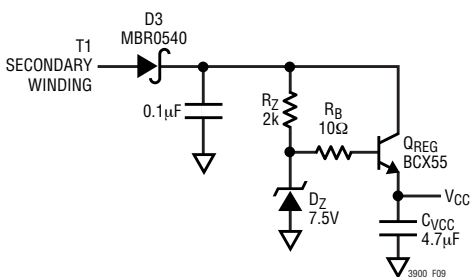 D3
MBR0540
T1
SECONDARY
WINDING
0.1µF
RZ
2k
RB
10Ω
QREG
BCX55
DZ
7.5V
VCC
CVCC
4.7µF
3900 F09